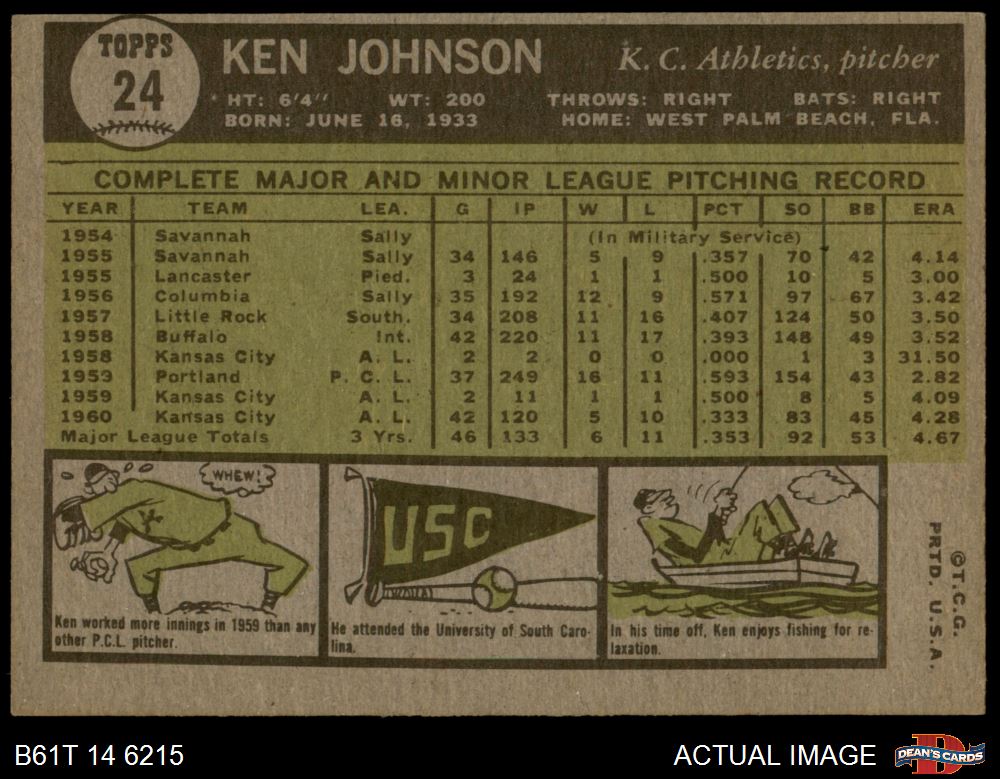 TOPPS
24
KEN JOHNSON
K. C. Athletics, pitcher
HT: 6'4" WT: 200 THROWS: RIGHT BATS: RIGHT
BORN: JUNE 16, 1933 HOME: WEST PALM BEACH, FLA.
COMPLETE MAJOR AND MINOR LEAGUE PITCHING RECORD
YEAR TEAM LEA. G IP W L PCT SO BB ERA
1954 Savannah Sally (In Military Service)
1955 Savannah Sally 34 146 5 9 .357 70 42 4.14
1955 Lancaster Pied. 3 24 1 1 .500 10 5 3.00
1956 Columbia Sally 35 192 12 9 .571 97 67 3.42
1957 Little Rock South. 34 208 11 16 .407 124 50 3.50
1958 Buffalo Int. 42 220 11 17 .393 148 49 3.52
1958 Kansas City A. L. 2 2 0 0 .000 1 3 31.50
1959 Portland P. C. L. 37 249 16 11 .593 154 43 2.82
1959 Kansas City A. L. 2 11 1 1 .500 8 5 4.09
1960 Kansas City A. L. 42 120 5 10 .333 83 45 4.28
Major League Totals 3 Yrs. 46 133 6 11 .353 92 53 4.67
WHEW!
Ken worked more innings in 1959 than any
other P.C.L. pitcher.
USC
He attended the University of South Caro-
lina.
In his time off, Ken enjoys fishing for re-
laxation.
©T.C.G.
PRTD. U.S.A.
B61T 14 6215
ACTUAL IMAGE
DEAN'S CARDS